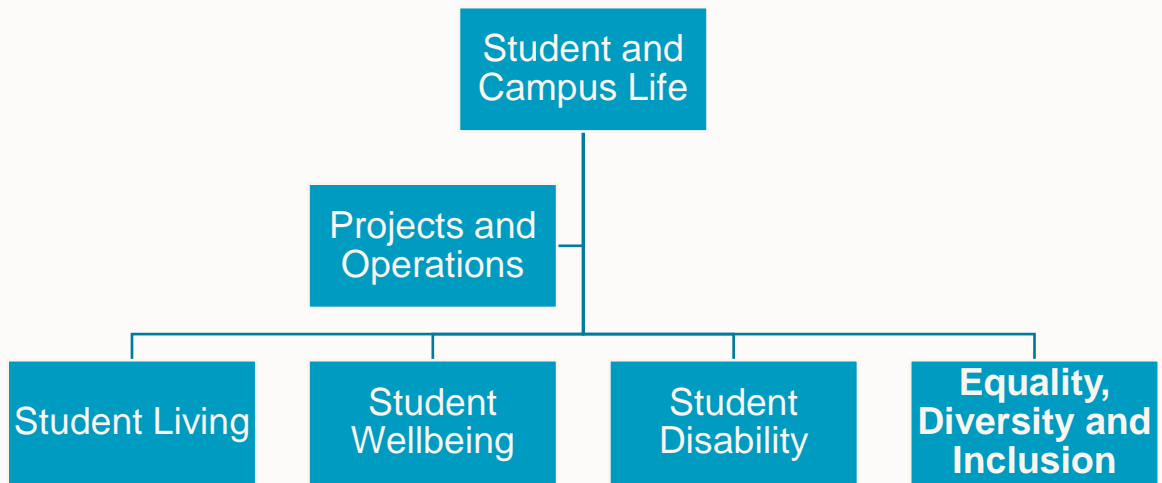 Student and
Campus Life
Projects and
Operations
Student Living
Student
Wellbeing
Student
Disability
Equality,
Diversity and
Inclusion